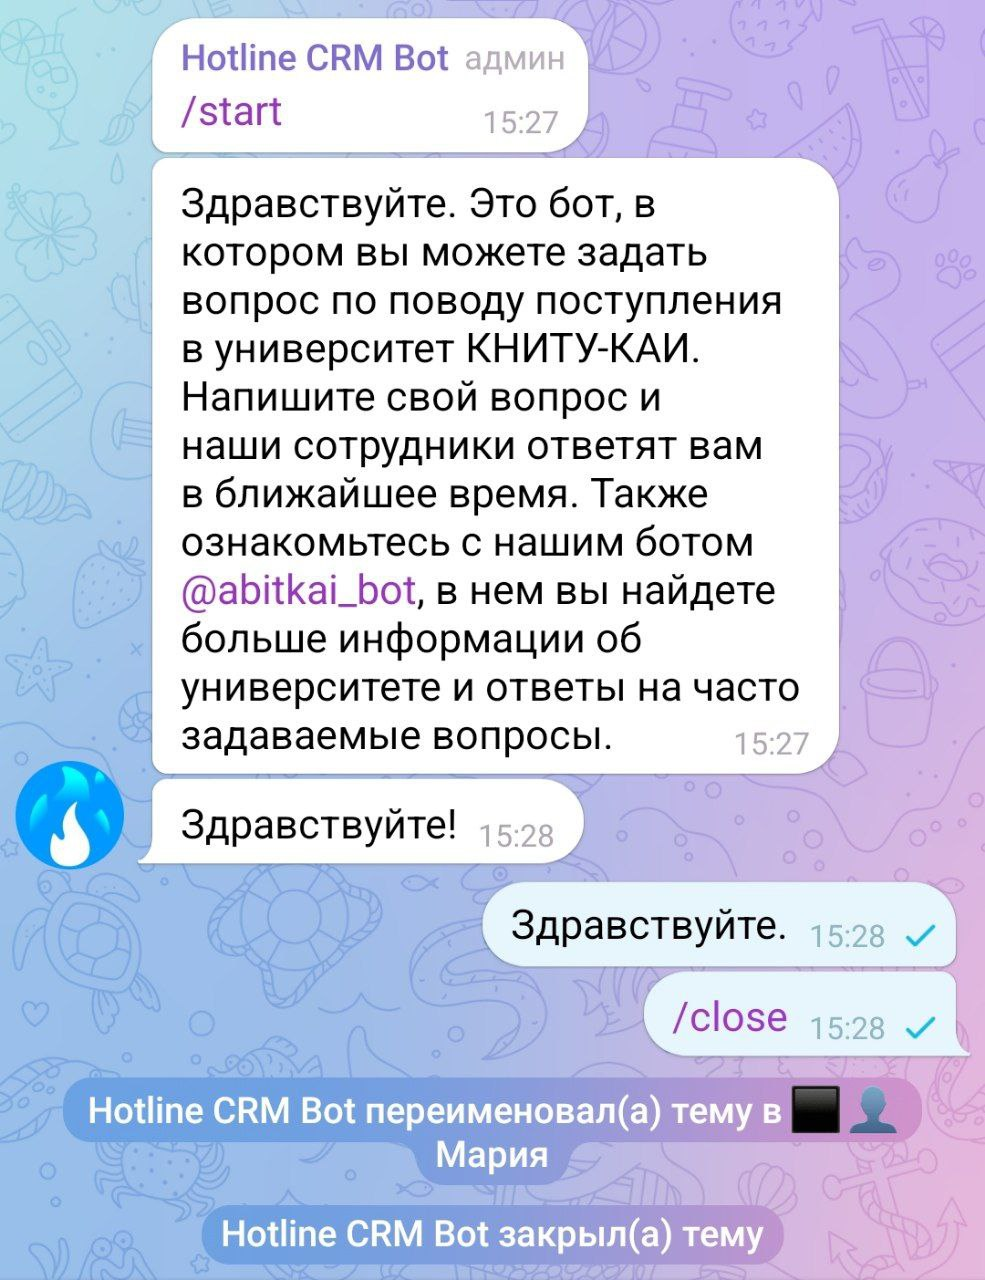 Hotline CRM Bot админ
/start 15:27
Здравствуйте. Это бот, в
котором вы можете задать
вопрос по поводу поступления
в университет КНИТУ-КАИ.
Напишите свой вопрос и
наши сотрудники ответят вам
в ближайшее время. Также
ознакомьтесь с нашим ботом
@abitkai_bot, в нем вы найдете
больше информации об
университете и ответы на часто
задаваемые вопросы. 15:27
Здравствуйте! 15:28
Здравствуйте. 15:28
/close 15:28
Hotline CRM Bot переименовал(а) тему в ⬛️👤
Мария
Hotline CRM Bot закрыл(а) тему